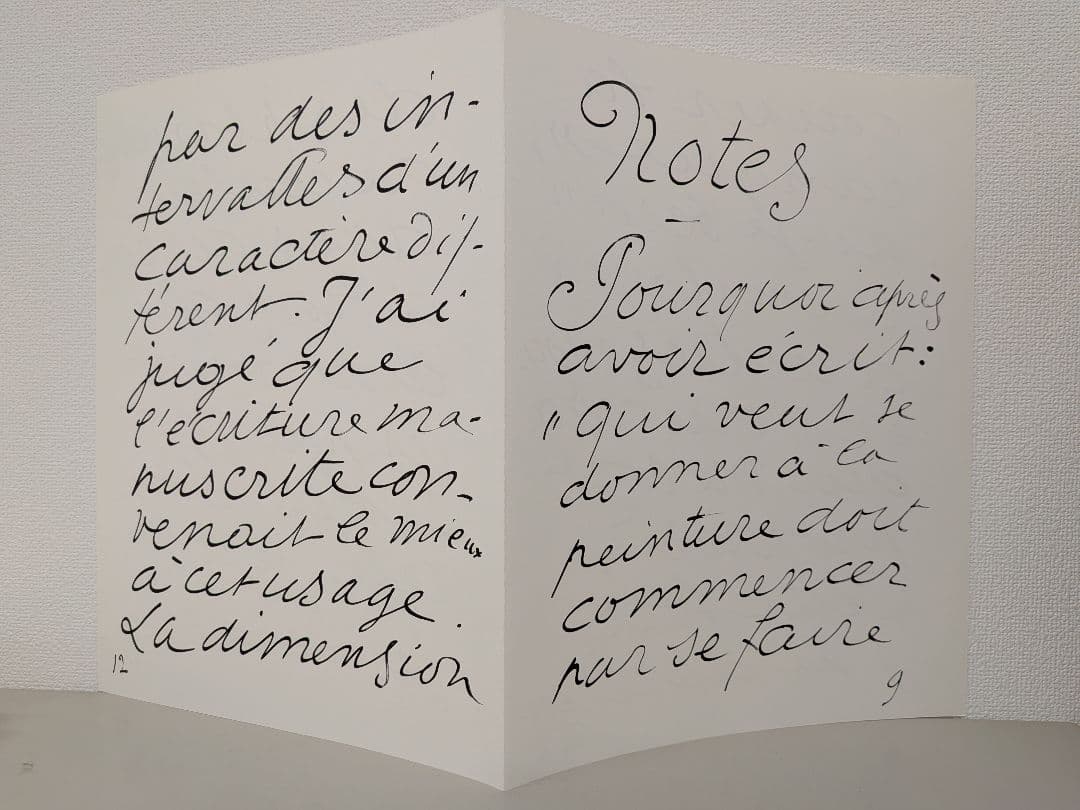 par des in-
tervalles d'un
caractère dif-
férent. J'ai
jugé que
l'écriture ma-
nuscrite con-
venait le mieux
à cet usage.
La dimension
12
Notes
—
Pourquoi après
avoir écrit:
"qui veut se
donner à la
peinture doit
commencer
par se faire
9